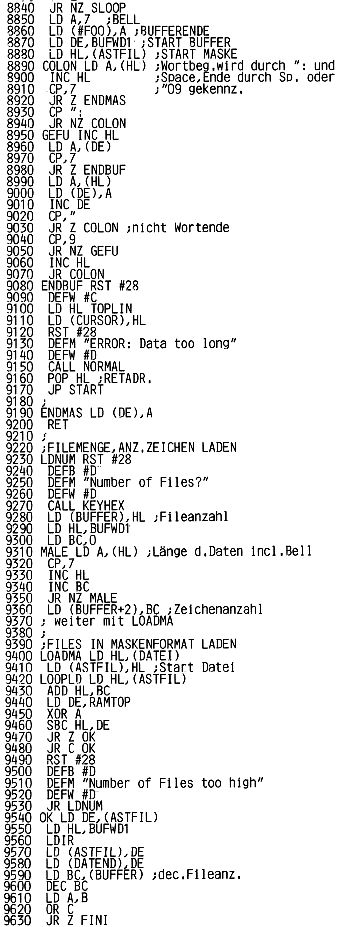 8840  JR NZ SLOOP
8850  LD A,7 ;BELL
8860  LD (#F00),A ;BUFFERENDE
8870  LD DE,BUFWD1 ;START BUFFER
8880  LD HL,(ASTFIL) ;START MASKE
8890 COLON LD A,(HL) ;Wortbeg.wird durch ": und
8900  INC HL ;Space,Ende durch Sp. oder
8910  CP,7 ;"09 gekennz.
8920  JR Z ENDMAS
8930  CP ":
8940  JR NZ COLON
8950 GEFU INC HL
8960  LD A,(DE)
8970  CP,7
8980  JR Z ENDBUF
8990  LD A,(HL)
9000  LD (DE),A
9010  INC DE
9020  CP,"
9030  JR Z COLON ;nicht Wortende
9040  CP,9
9050  JR NZ GEFU
9060  INC HL
9070  JR COLON
9080 ENDBUF RST #28
9090  DEFW #C
9100  LD HL TOPLIN
9110  LD (CURSOR),HL
9120  RST #28
9130  DEFM "ERROR: Data too long"
9140  DEFW #D
9150  CALL NORMAL
9160  POP HL ;RETADR.
9170  JP START
9180 ;
9190 ENDMAS LD (DE),A
9200  RET
9210 ;
9220 ;FILEMENGE,ANZ.ZEICHEN LADEN
9230 LDNUM RST #28
9240  DEFB #D
9250  DEFM "Number of Files?"
9260  DEFW #D
9270  CALL KEYHEX
9280  LD (BUFFER),HL ;Fileanzahl
9290  LD HL,BUFWD1
9300  LD BC,0
9310 MALE LD A,(HL) ;Länge d.Daten incl.Bell
9320  CP,7
9330  INC HL
9340  INC BC
9350  JR NZ MALE
9360  LD (BUFFER+2),BC ;Zeichenanzahl
9370 ; weiter mit LOADMA
9380 ;
9390 ;FILES IN MASKENFORMAT LADEN
9400 LOADMA LD HL,(DATEI)
9410  LD (ASTFIL),HL ;Start Datei
9420 LOOPLD LD HL,(ASTFIL)
9430  ADD HL,BC
9440  LD DE,RAMTOP
9450  XOR A
9460  SBC HL,DE
9470  JR Z OK
9480  JR C OK
9490  RST #28
9500  DEFB #D
9510  DEFM "Number of Files too high"
9520  DEFW #D
9530  JR LDNUM
9540 OK LD DE,(ASTFIL)
9550  LD HL,BUFWD1
9560  LDIR
9570  LD (ASTFIL),DE
9580  LD (DATEND),DE
9590  LD BC,(BUFFER) ;dec.Fileanz.
9600  DEC BC
9610  LD A,B
9620  OR C
9630  JR Z FINI